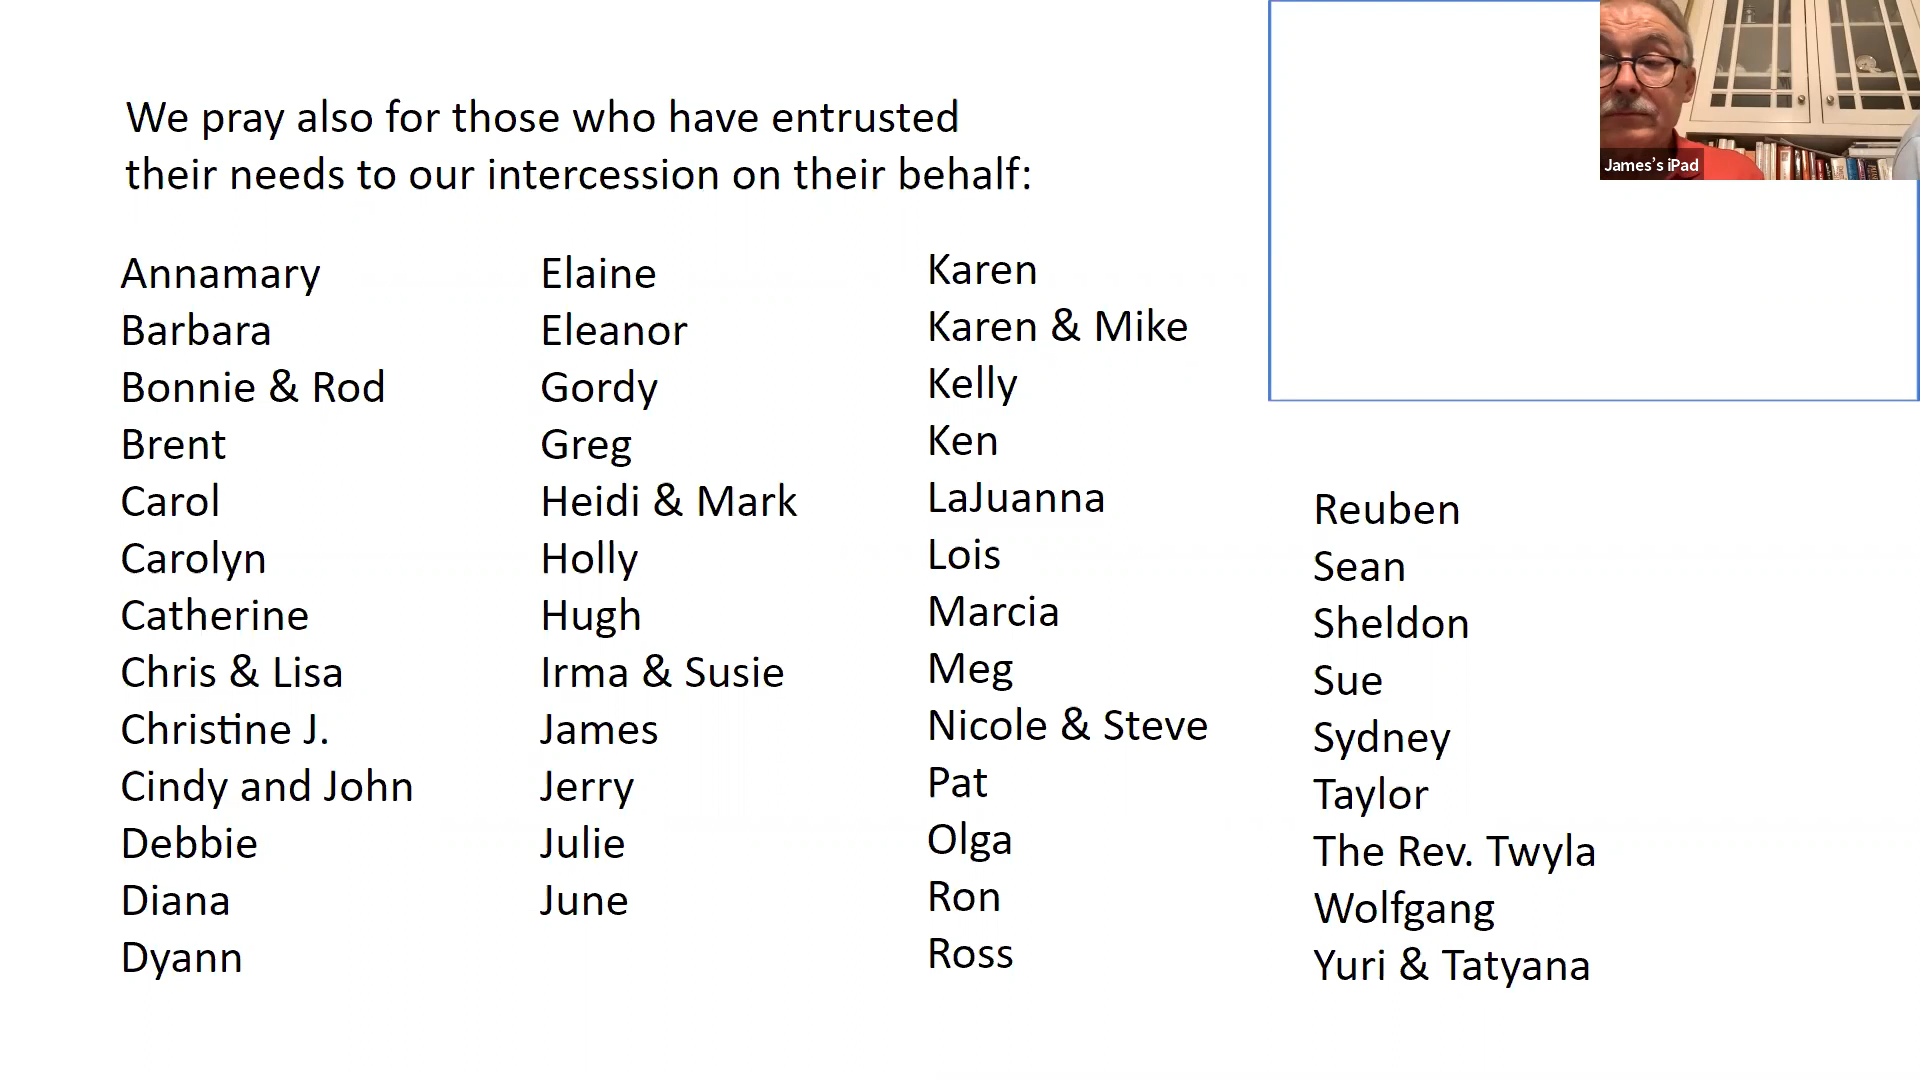 We pray also for those who have entrusted
their needs to our intercession on their behalf:
Annamary
Barbara
Bonnie & Rod
Brent
Carol
Carolyn
Catherine
Chris & Lisa
Christine J.
Cindy and John
Debbie
Diana
Dyann
Elaine
Eleanor
Gordy
Greg
Heidi & Mark
Holly
Hugh
Irma & Susie
James
Jerry
Julie
June
Karen
Karen & Mike
Kelly
Ken
LaJuanna
Lois
Marcia
Meg
Nicole & Steve
Pat
Olga
Ron
Ross
Reuben
Sean
Sheldon
Sue
Sydney
Taylor
The Rev. Twyla
Wolfgang
Yuri & Tatyana
James’s iPad